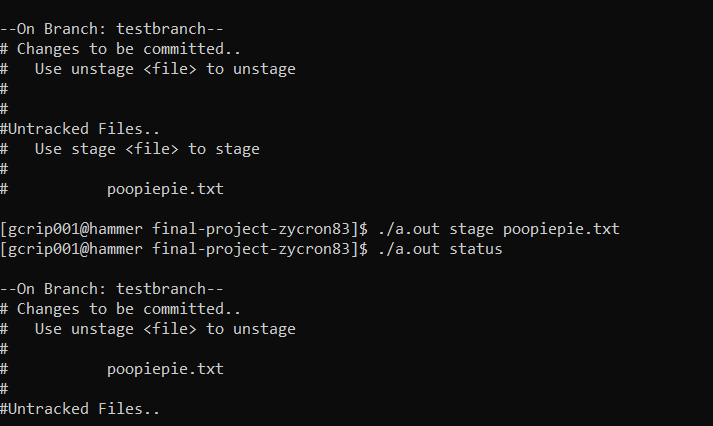 --On Branch: testbranch--
# Changes to be committed..
#   Use unstage <file> to unstage
#
#
#Untracked Files..
#   Use stage <file> to stage
#
#           poopiepie.txt
[gcrip001@hammer final-project-zycron83]$ ./a.out stage poopiepie.txt
[gcrip001@hammer final-project-zycron83]$ ./a.out status
--On Branch: testbranch--
# Changes to be committed..
#   Use unstage <file> to unstage
#
#           poopiepie.txt
#
#Untracked Files..